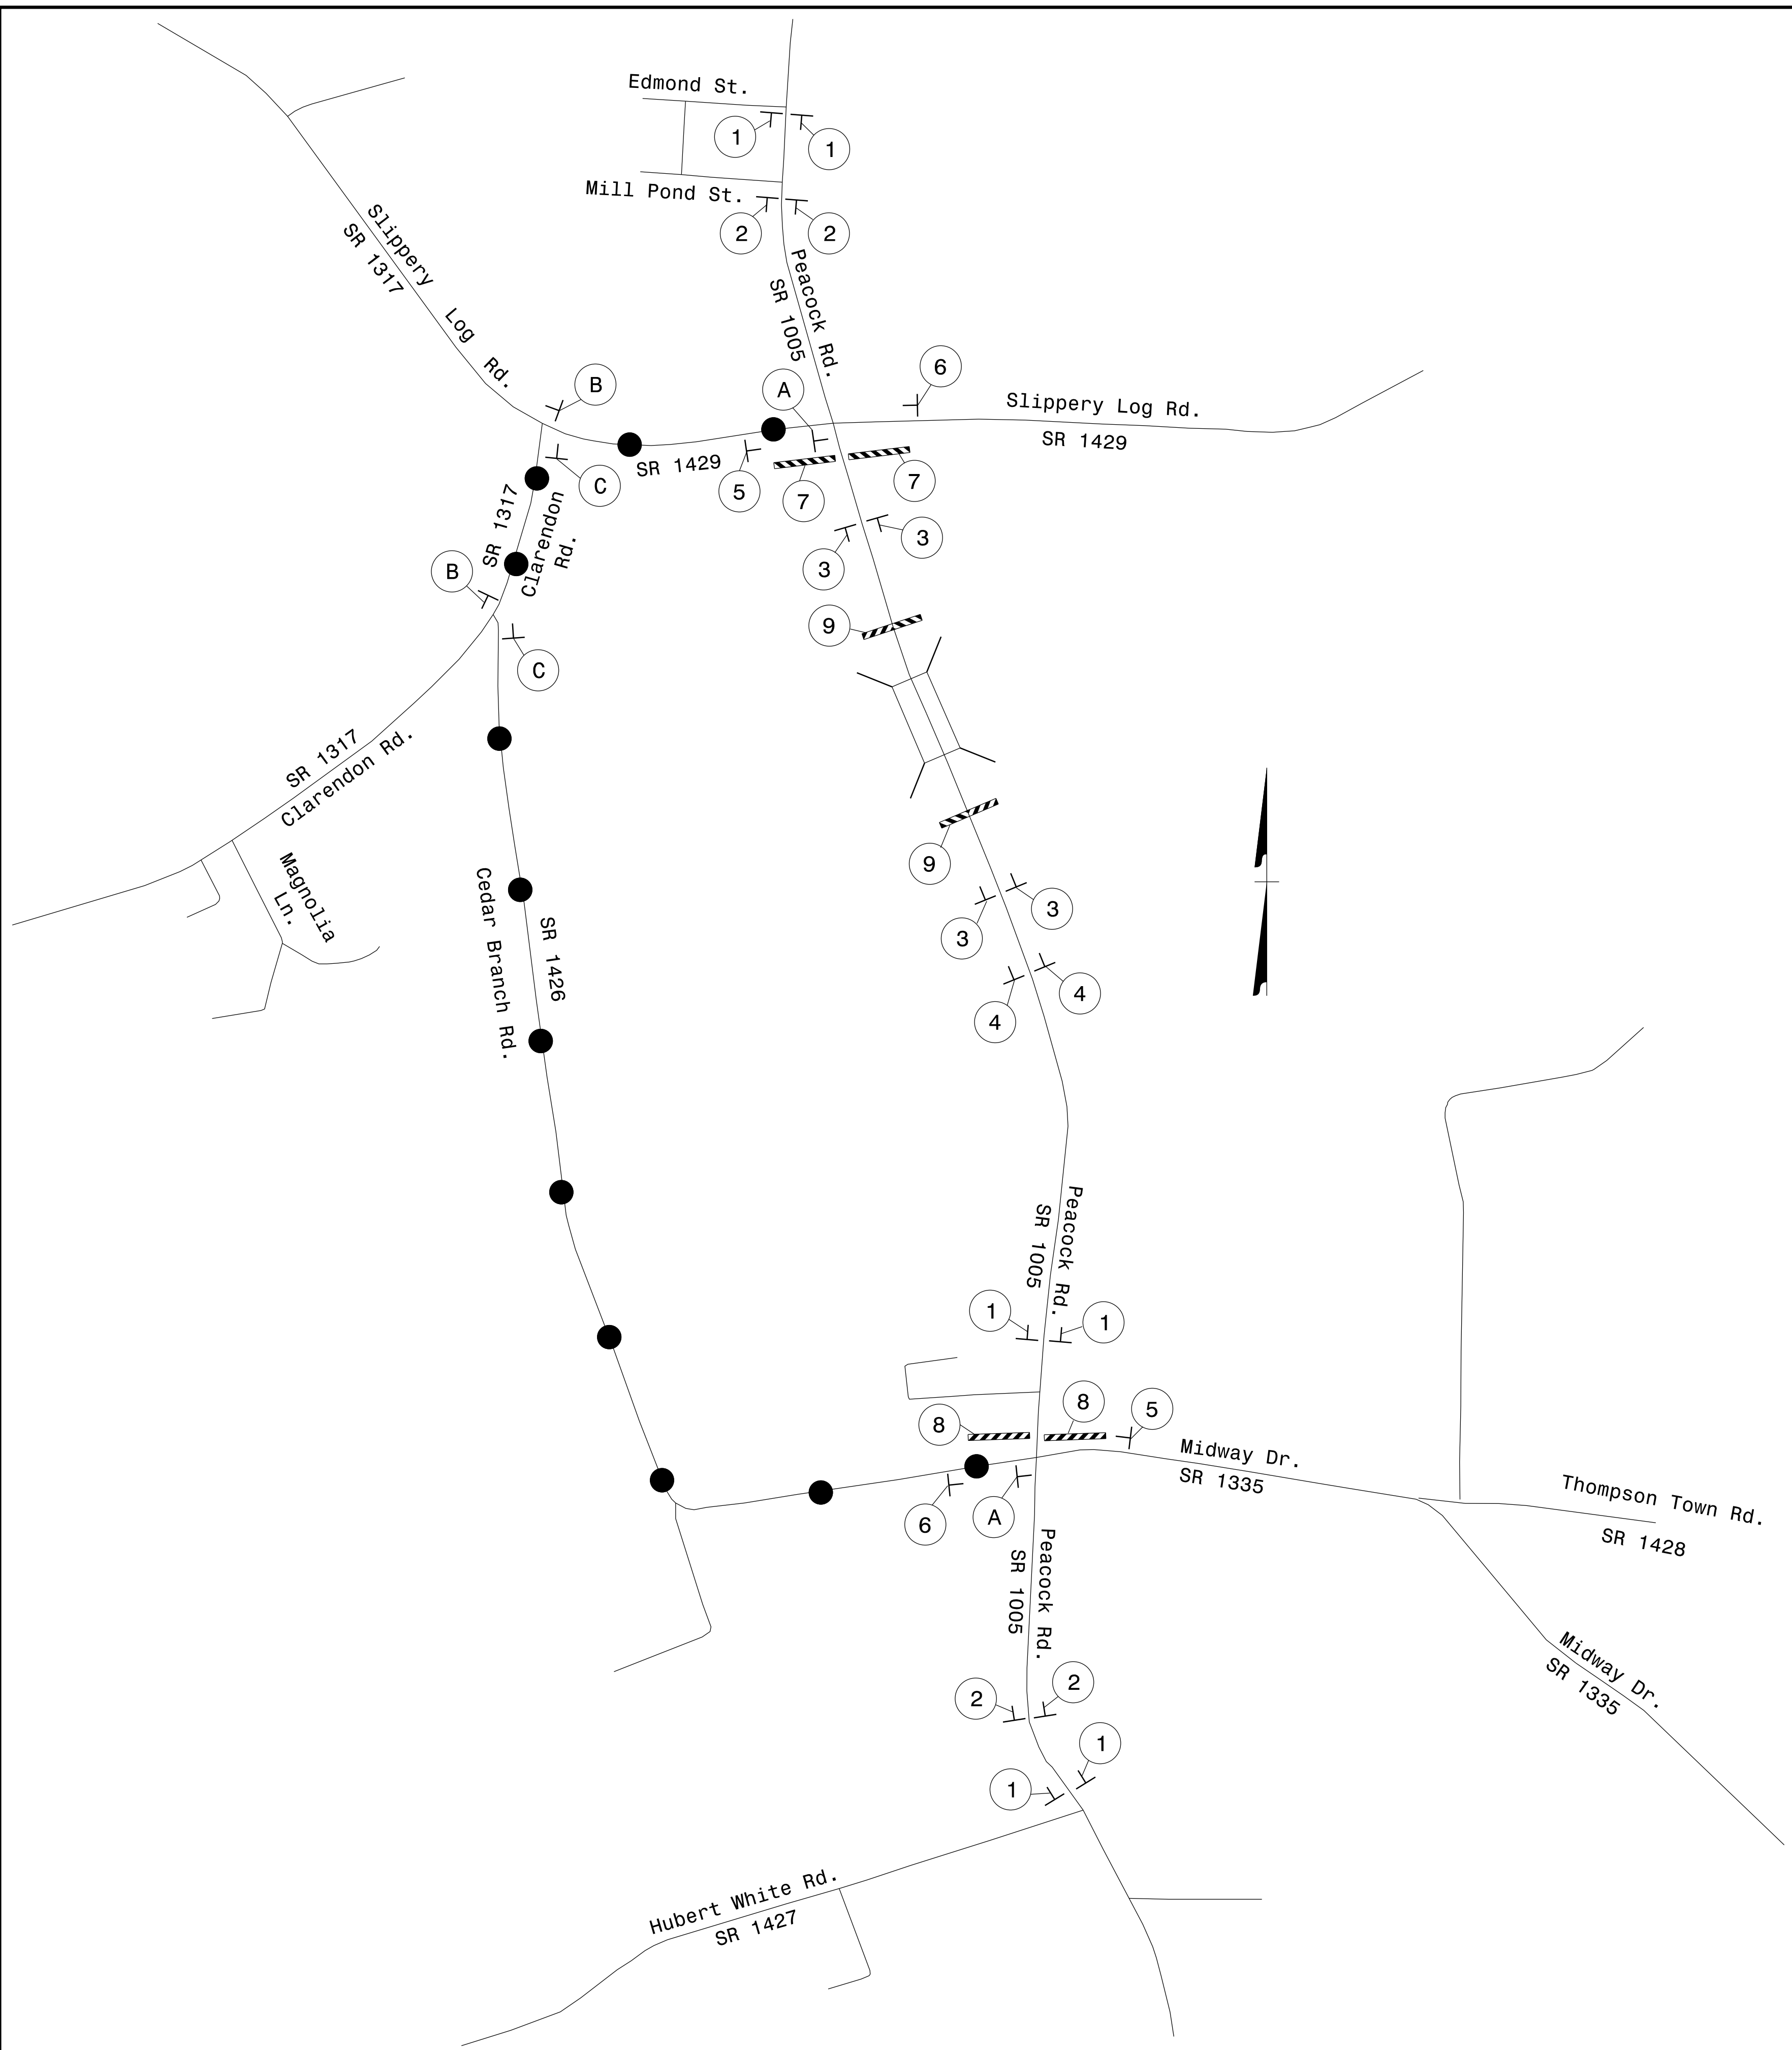 Edmond St.
1
1
Mill Pond St.
2
2
Slippery Log Rd.
SR 1317
Peacock Rd.
SR 1005
6
B
A
Slippery Log Rd.
SR 1429
SR 1429
C
5
7
7
SR 1317
Clarendon
Rd.
3
3
B
9
C
SR 1317
Clarendon Rd.
Magnolia
Ln.
9
3
3
Cedar Branch Rd.
SR 1426
4
4
Peacock Rd.
SR 1005
1
1
8
8
5
Midway Dr.
SR 1335
Thompson Town Rd.
SR 1428
6
A
Peacock Rd.
SR 1005
Midway Dr.
SR 1335
2
2
1
1
Hubert White Rd.
SR 1427